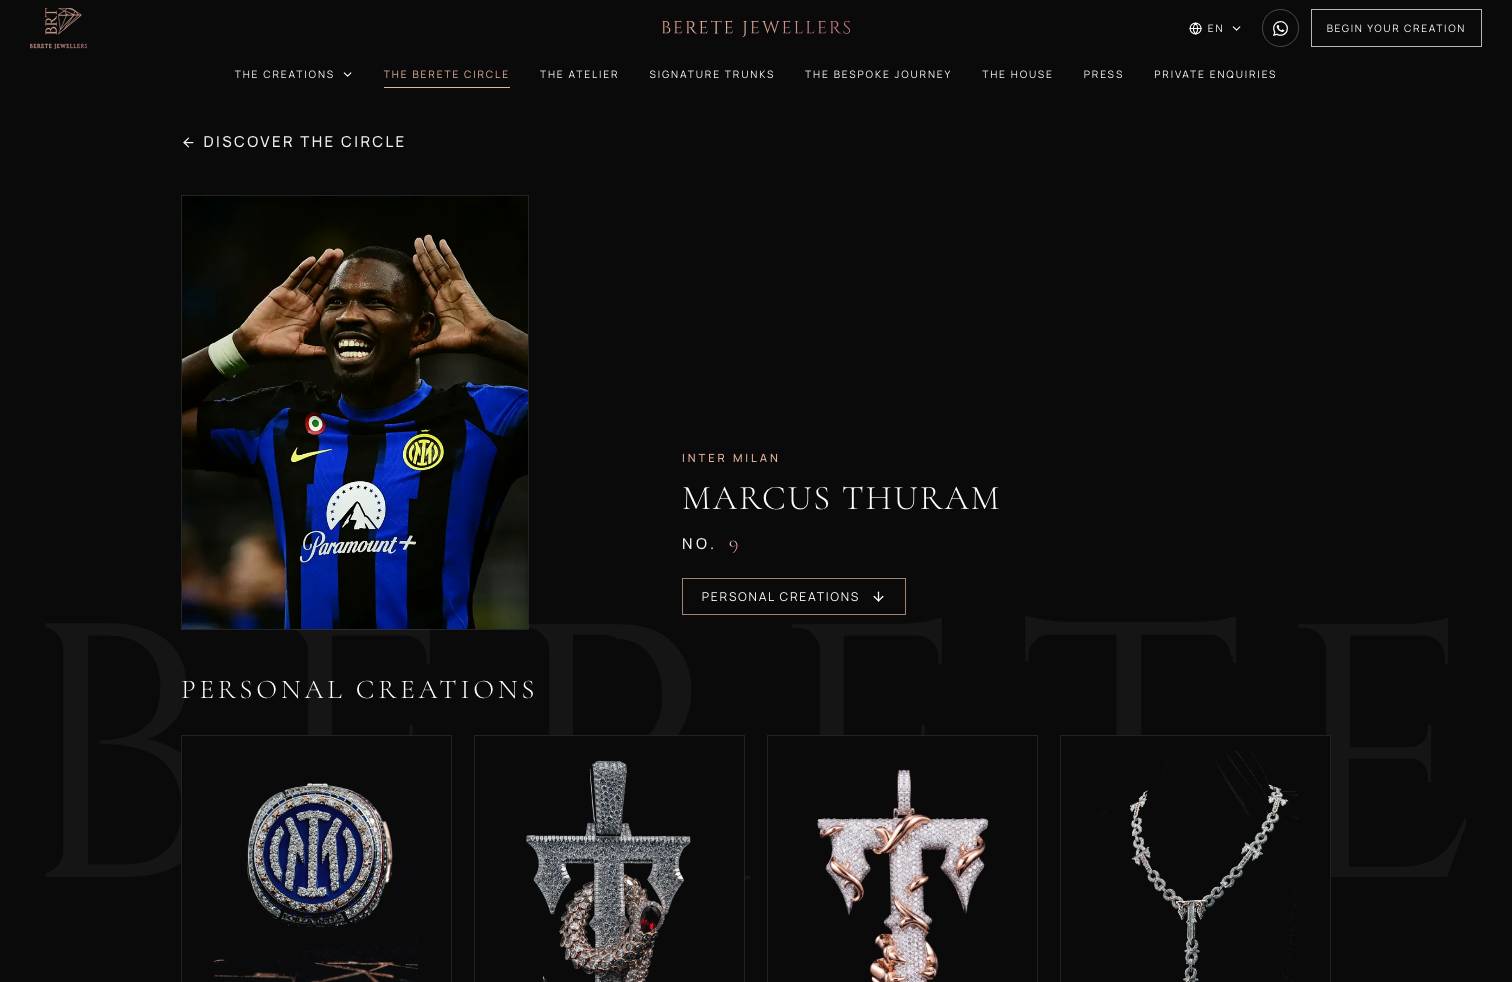 BRT
BERETE JEWELLERS
BERETE JEWELLERS
EN
BEGIN YOUR CREATION
THE CREATIONS
THE BERETE CIRCLE
THE ATELIER
SIGNATURE TRUNKS
THE BESPOKE JOURNEY
THE HOUSE
PRESS
PRIVATE ENQUIRIES
← DISCOVER THE CIRCLE
Paramount+
INTER MILAN
MARCUS THURAM
NO. 9
PERSONAL CREATIONS ↓
BERETE
PERSONAL CREATIONS